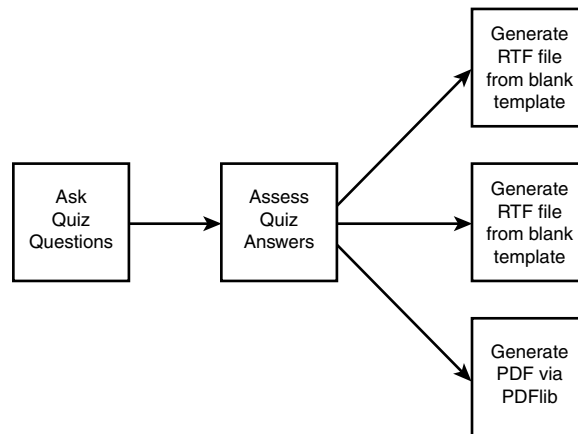 Ask
Quiz
Questions
Assess
Quiz
Answers
Generate
RTF file
from blank
template
Generate
RTF file
from blank
template
Generate
PDF via
PDFlib